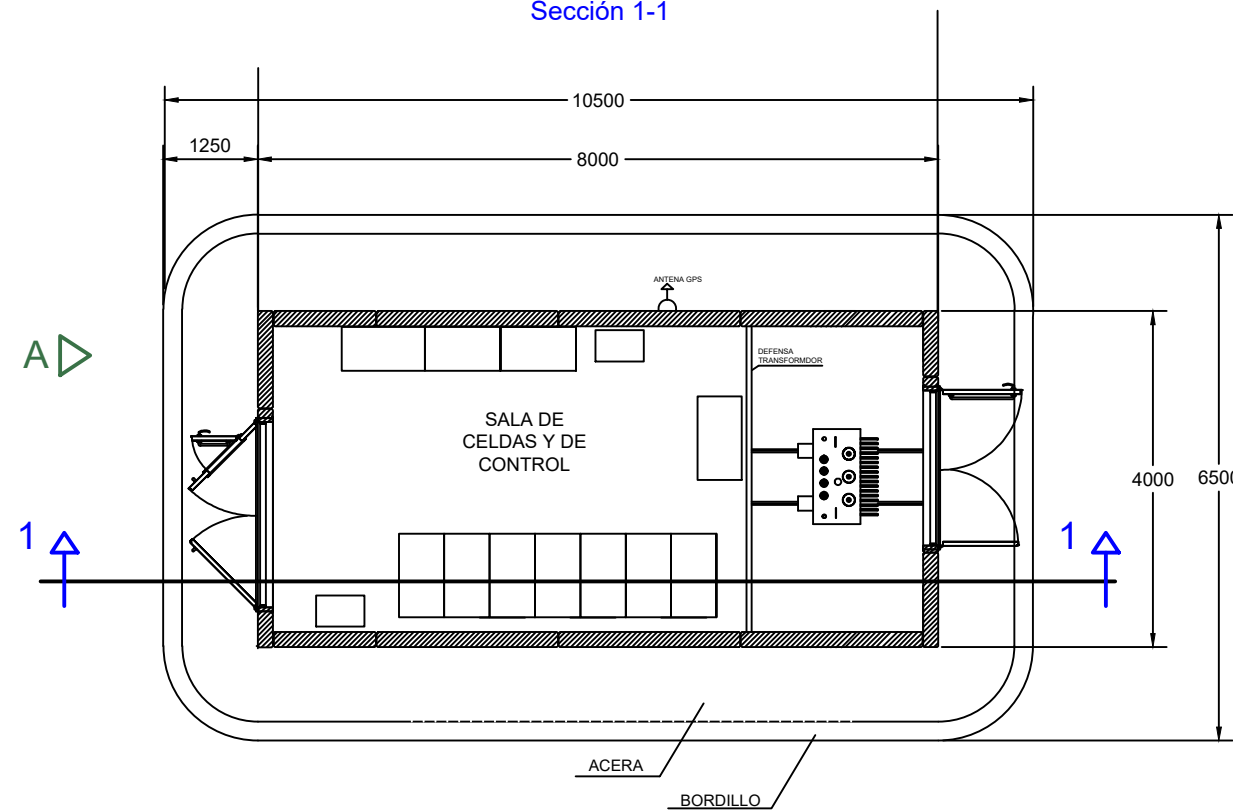 Sección 1-1
10500
1250
8000
ANTENA GPS
A
DEFENSA
TRANSFORMDOR
SALA DE
CELDAS Y DE
CONTROL
4000
6500
1
1
ACERA
BORDILLO